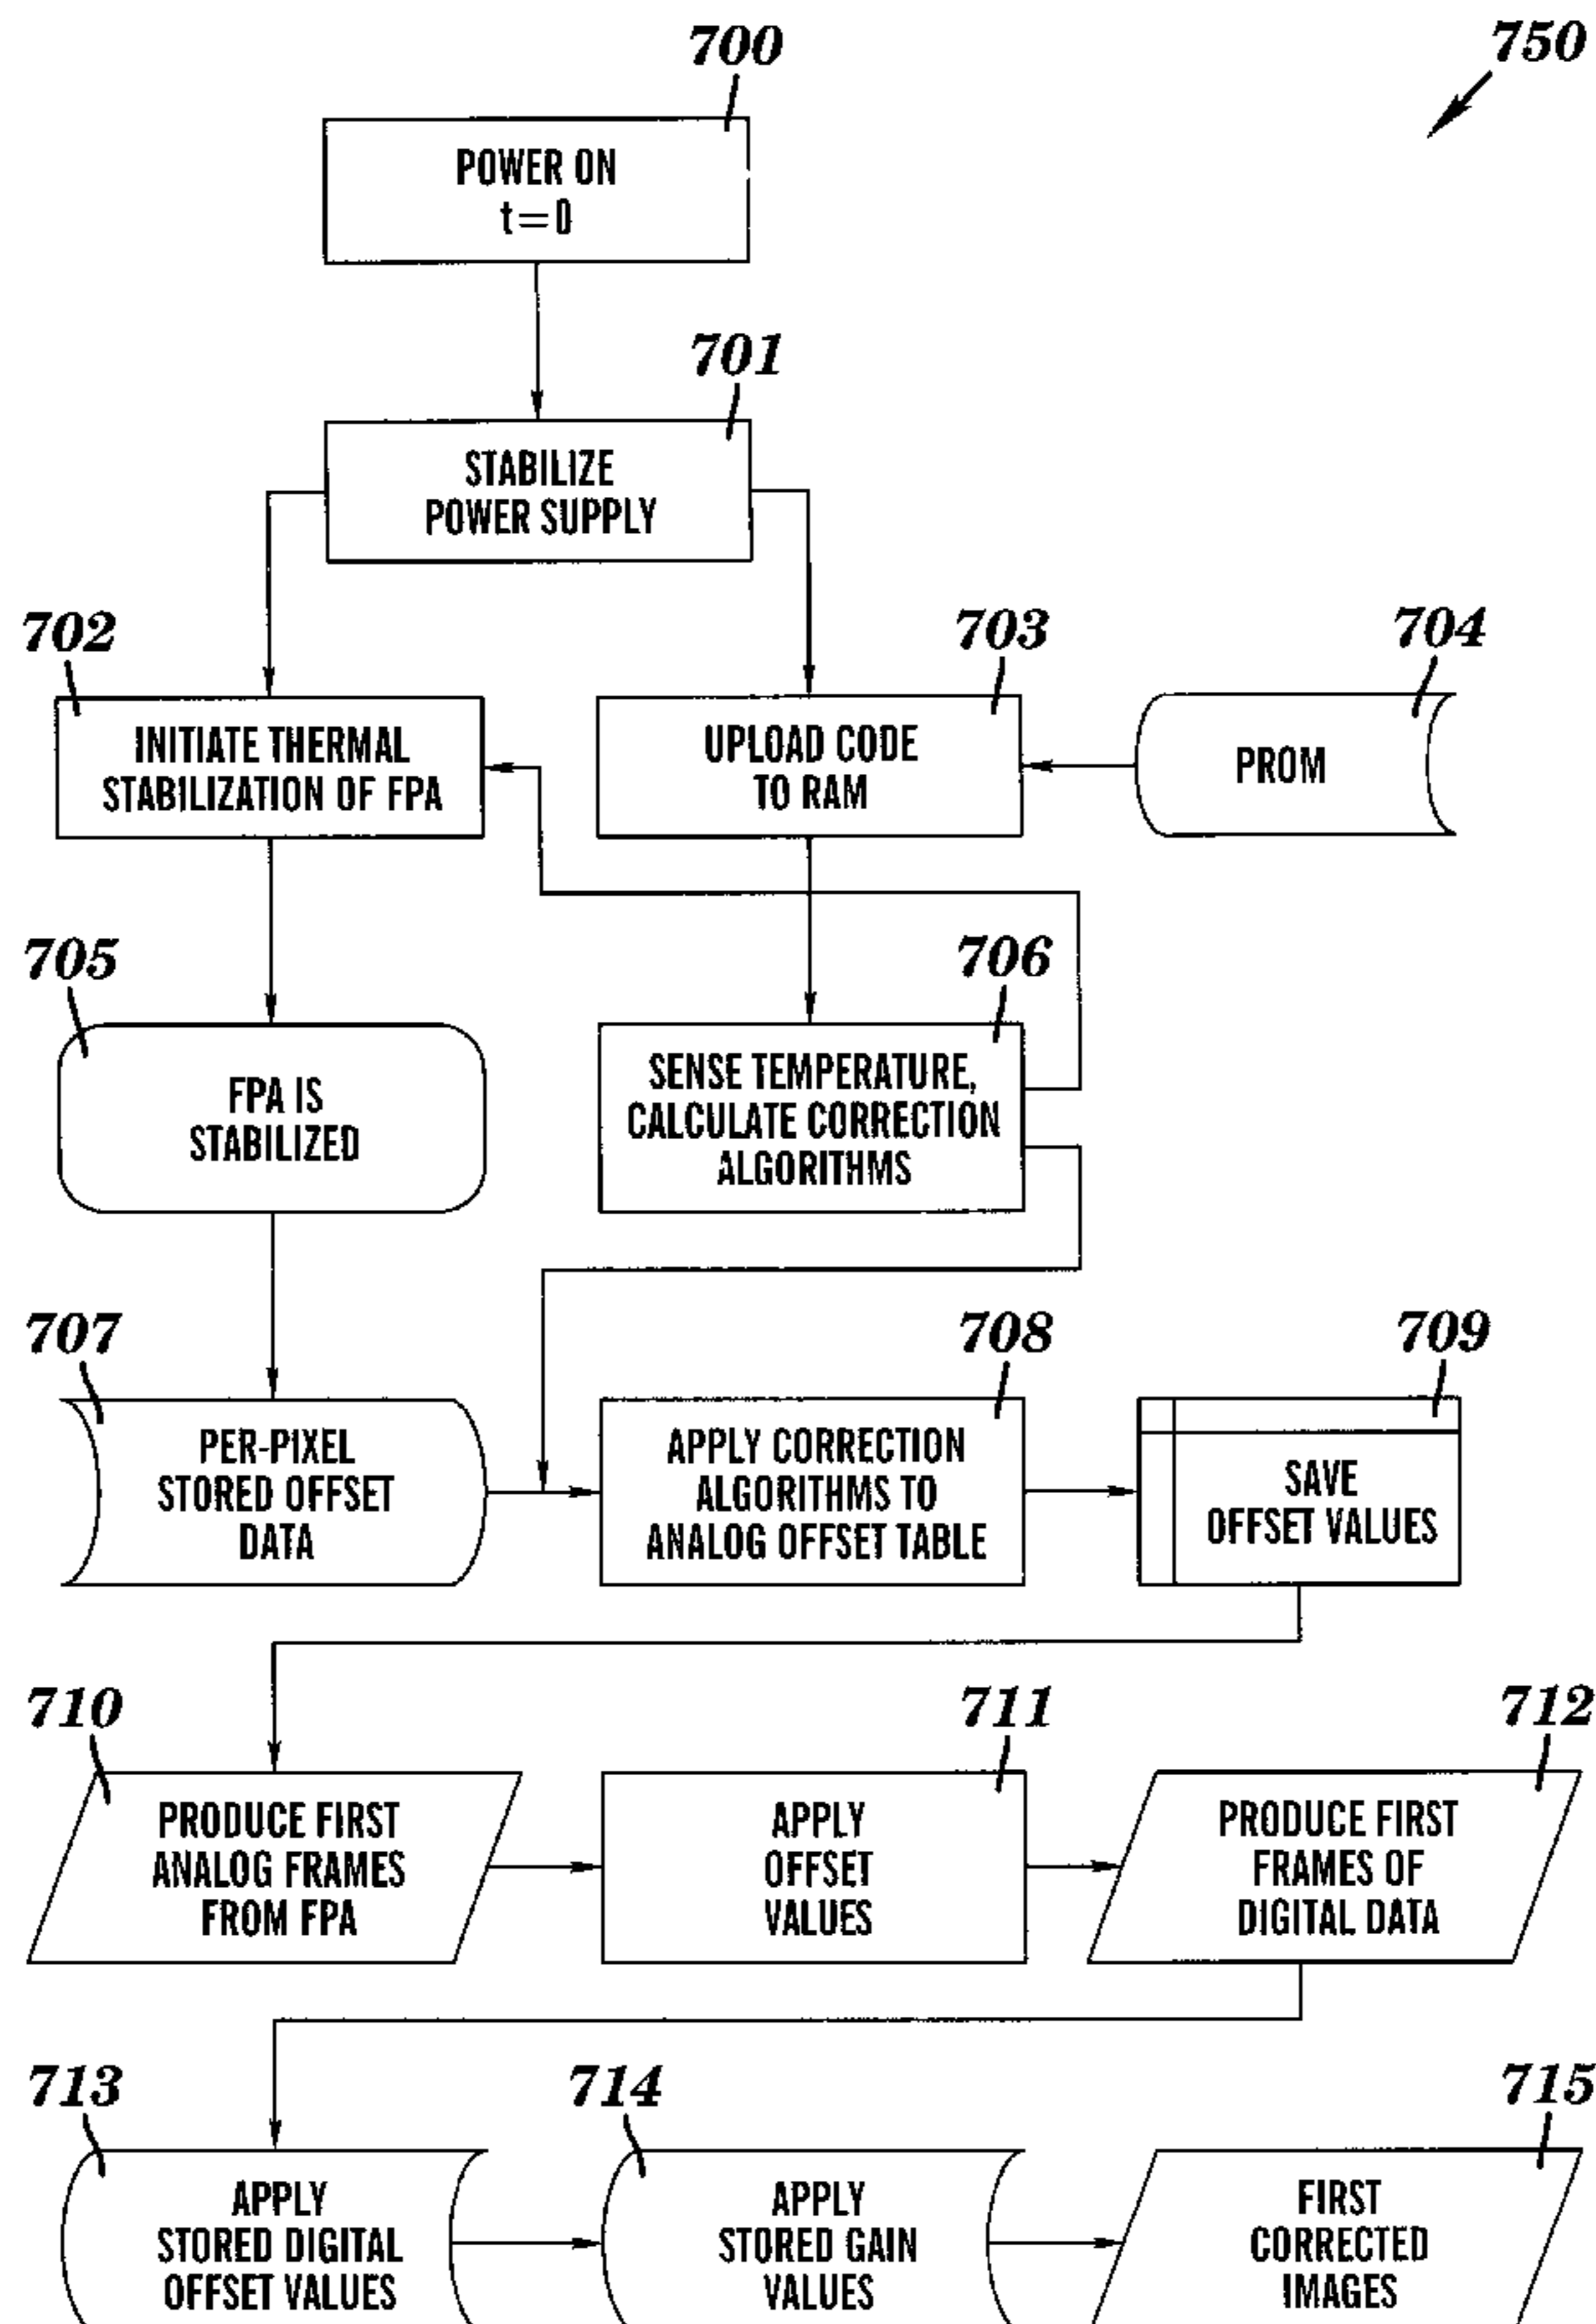 700
750
POWER ON
t=0
701
STABILIZE
POWER SUPPLY
702
703
704
INITIATE THERMAL
STABILIZATION OF FPA
UPLOAD CODE
TO RAM
PROM
705
706
FPA IS
STABILIZED
SENSE TEMPERATURE,
CALCULATE CORRECTION
ALGORITHMS
707
708
709
PER-PIXEL
STORED OFFSET
DATA
APPLY CORRECTION
ALGORITHMS TO
ANALOG OFFSET TABLE
SAVE
OFFSET VALUES
710
711
712
PRODUCE FIRST
ANALOG FRAMES
FROM FPA
APPLY
OFFSET
VALUES
PRODUCE FIRST
FRAMES OF
DIGITAL DATA
713
714
715
APPLY
STORED DIGITAL
OFFSET VALUES
APPLY
STORED GAIN
VALUES
FIRST
CORRECTED
IMAGES